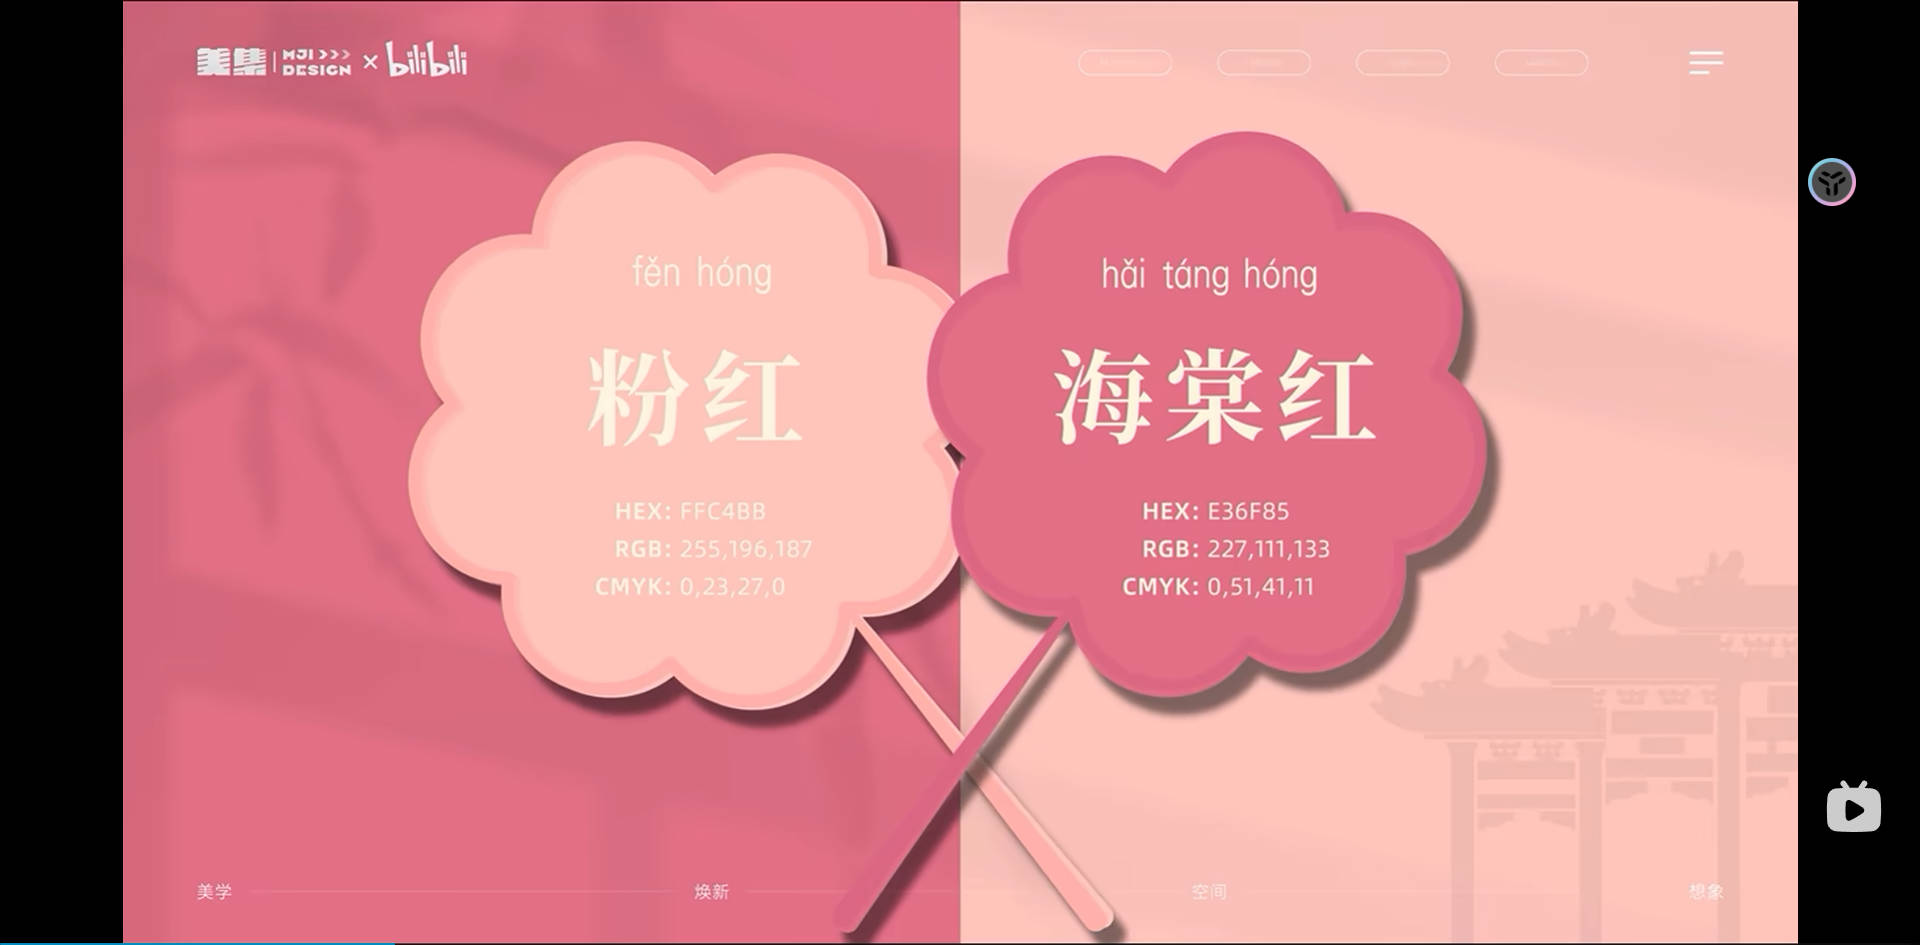 美集 MJI >>> × bilibili
DESIGN
fěn hóng
粉红
HEX: FFC4BB
RGB: 255,196,187
CMYK: 0,23,27,0
hǎi táng hóng
海棠红
HEX: E36F85
RGB: 227,111,133
CMYK: 0,51,41,11
美学
焕新
空间
想象